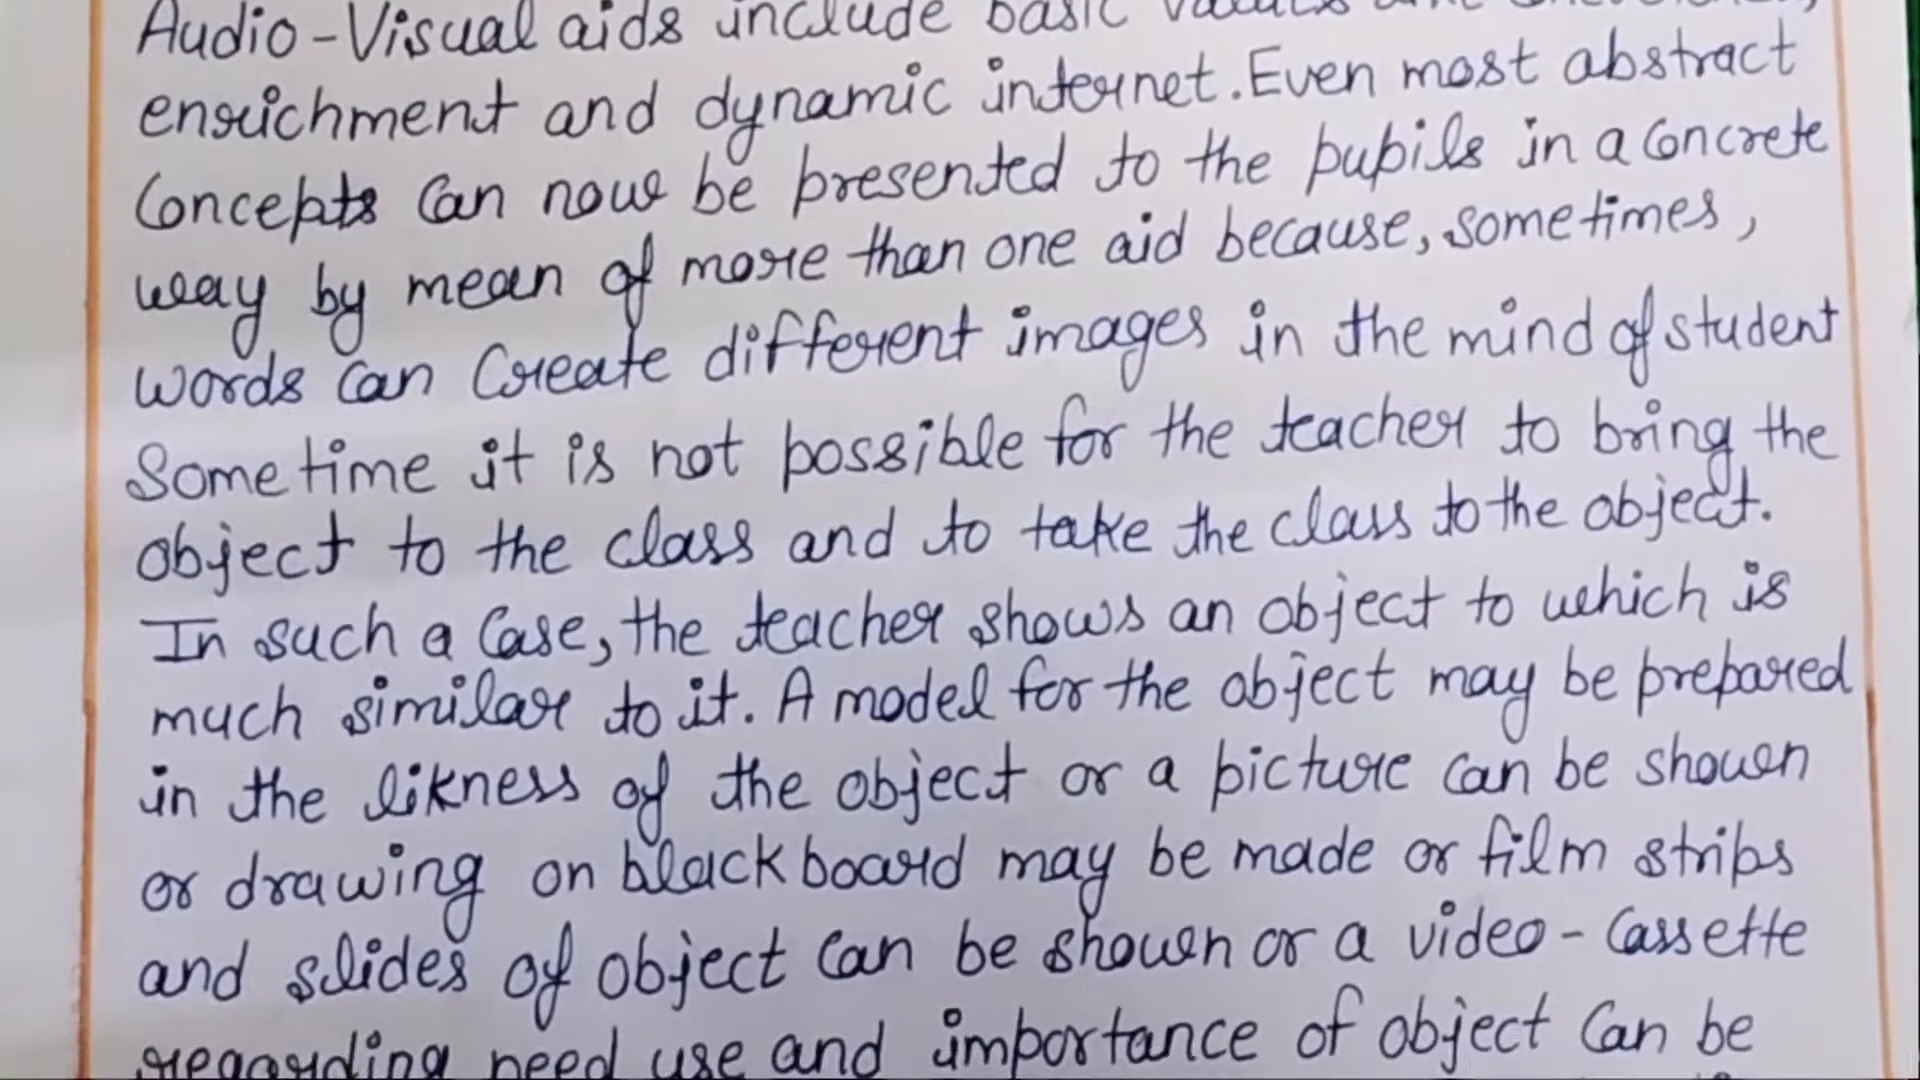 Audio-Visual aids include basic
enrichment and dynamic internet. Even most abstract
Concepts Can now be presented to the pupils in a Concrete
way by mean of more than one aid because, sometimes,
words can Create different images in the mind of student
Sometime it is not possible for the teacher to bring the
object to the class and to take the class to the object.
In such a Case, the teacher shows an object to which is
much similar to it. A model for the object may be prepared
in the likness of the object or a picture can be shown
or drawing on blackboard may be made or film strips
and slides of object Can be shown or a video-Cassette
regarding need use and importance of object Can be